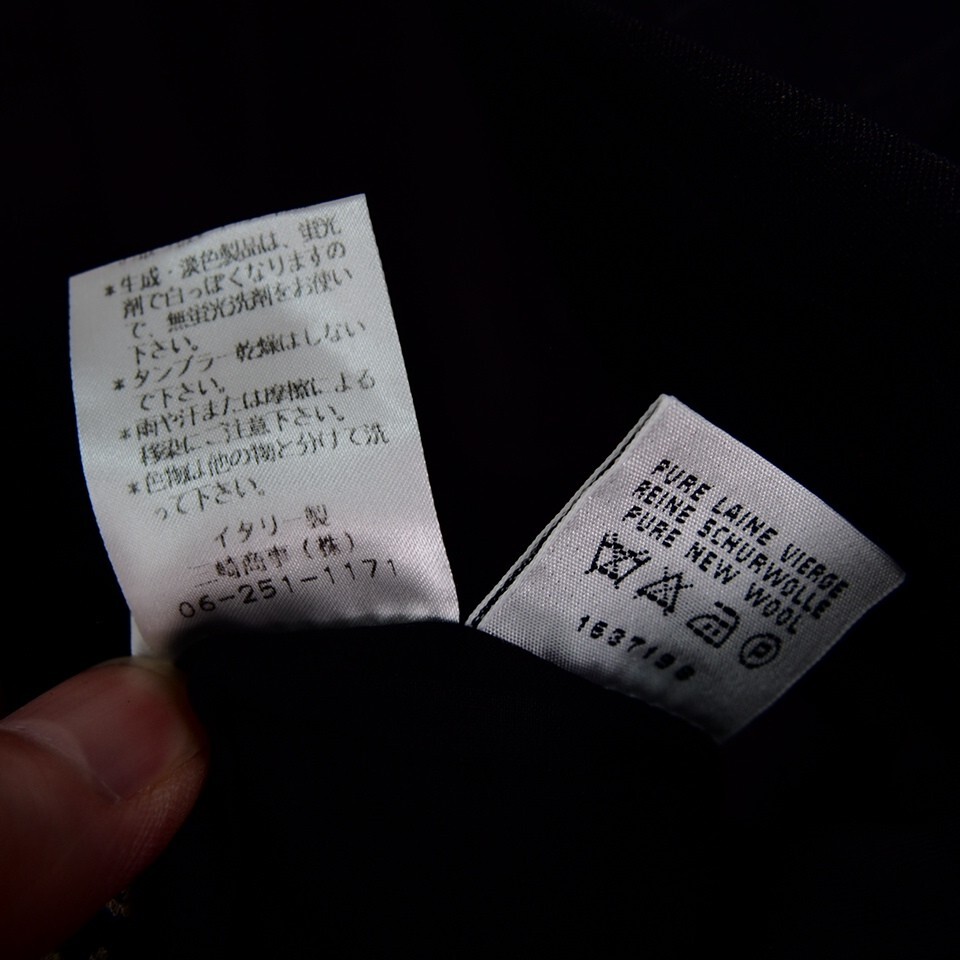 *生成・淡色製品は、蛍光
剤で白っぽくなりますの
で、無蛍光洗剤をお使い
下さい。
*タンブラー乾燥はしない
で下さい。
*雨や汗または摩擦による
移染にご注意下さい。
*色物は他の物と分けて洗
って下さい。
イタリー製
三崎商事(株)
06-251-1171
PURE LAINE VIERGE
REINE SCHURWOLLE
PURE NEW WOOL
P